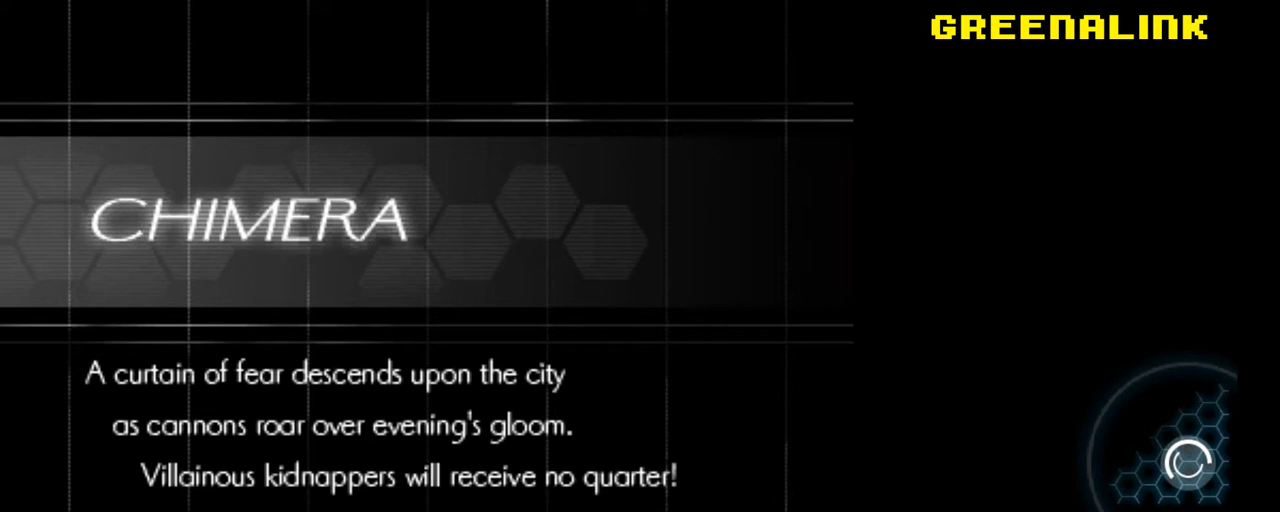 GREENALINK
CHIMERA
A curtain of fear descends upon the city
as cannons roar over evening's gloom.
Villainous kidnappers will receive no quarter!